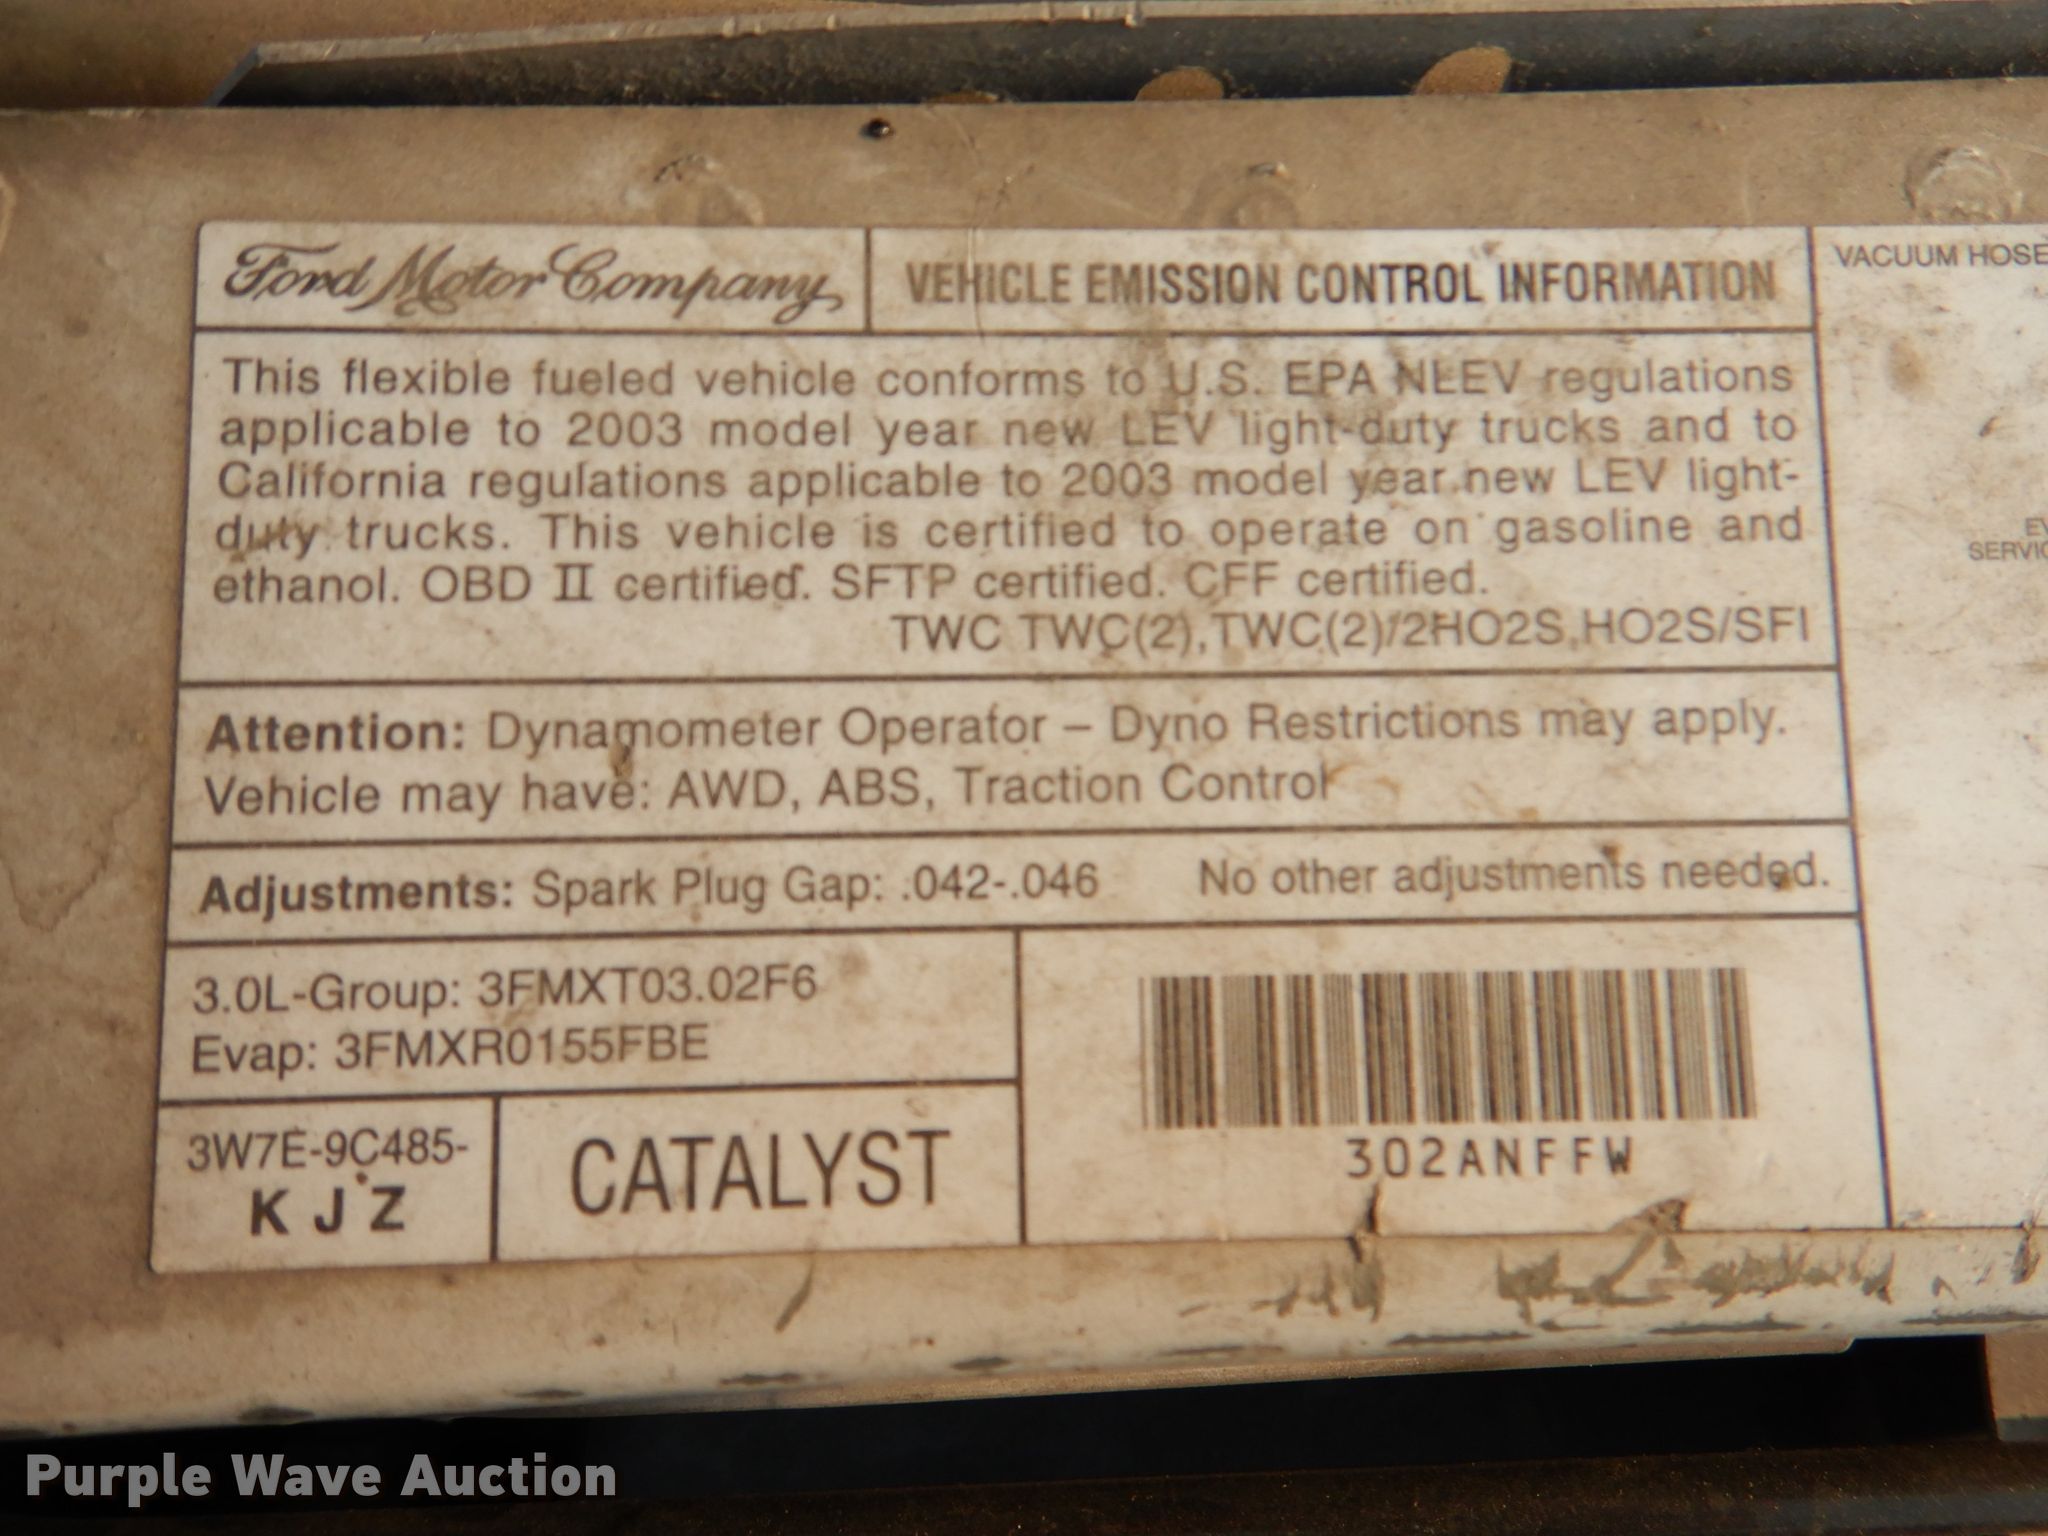 Ford Motor Company
VEHICLE EMISSION CONTROL INFORMATION
VACUUM HOSE
This flexible fueled vehicle conforms to U.S. EPA NLEV regulations
applicable to 2003 model year new LEV light-duty trucks and to
California regulations applicable to 2003 model year new LEV light-
duty trucks. This vehicle is certified to operate on gasoline and
ethanol. OBD II certified. SFTP certified. CFF certified.
TWC TWC(2),TWC(2)/2HO2S,HO2S/SFI
Attention: Dynamometer Operator – Dyno Restrictions may apply.
Vehicle may have: AWD, ABS, Traction Control
Adjustments: Spark Plug Gap: .042-.046 No other adjustments needed.
3.0L-Group: 3FMXT03.02F6
Evap: 3FMXR0155FBE
3W7E-9C485-
K J Z
CATALYST
302ANFFW
Purple Wave Auction